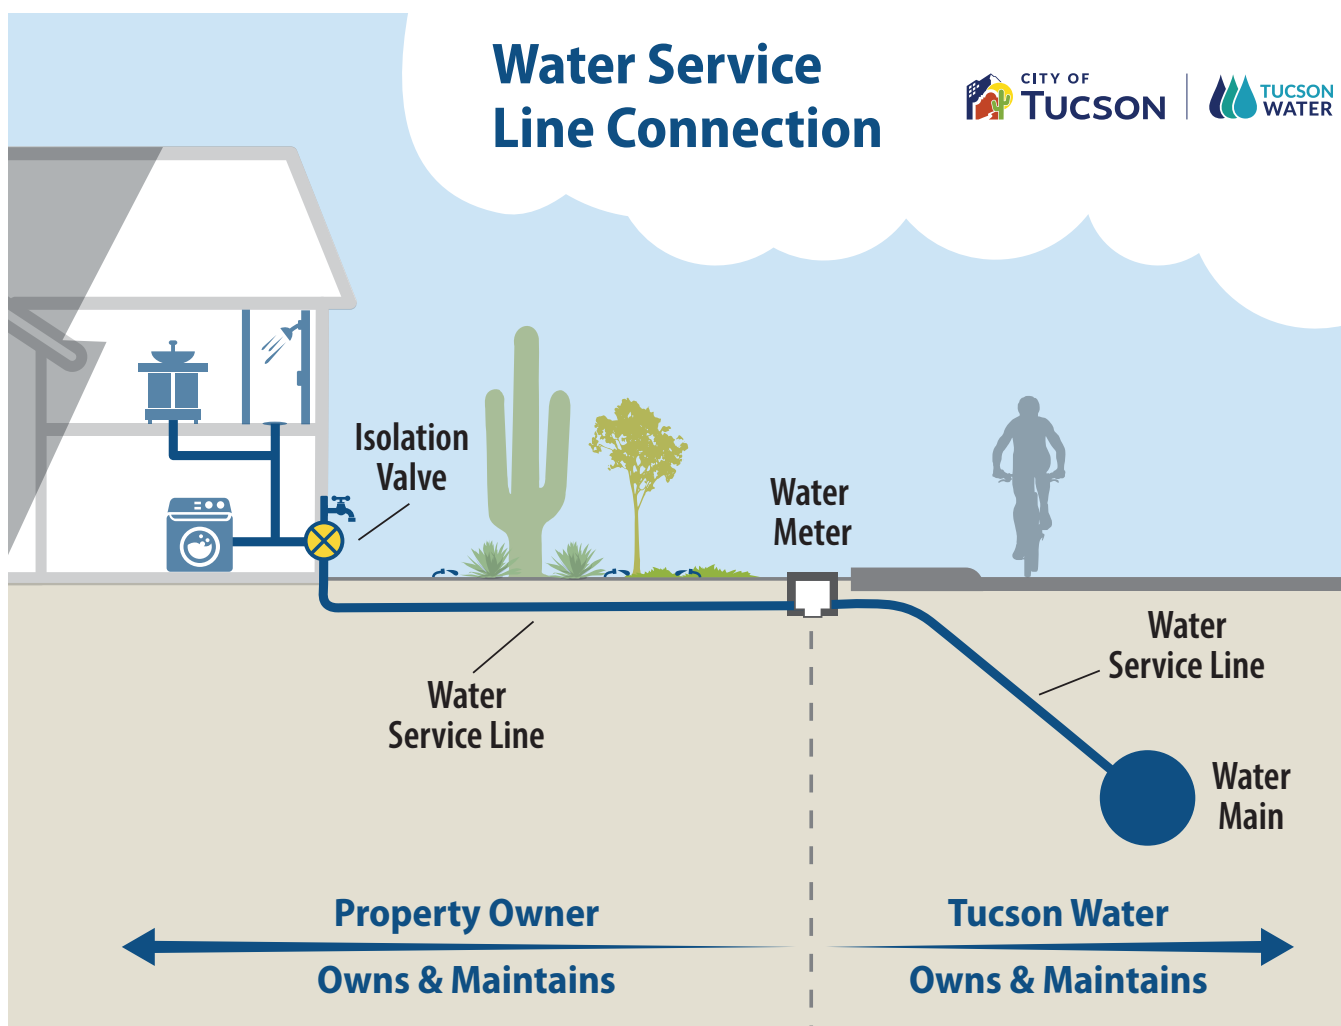 Water Service
Line Connection
CITY OF
TUCSON
TUCSON
WATER
Isolation
Valve
Water
Meter
Water
Service Line
Water
Service Line
Water
Main
Property Owner
Owns & Maintains
Tucson Water
Owns & Maintains